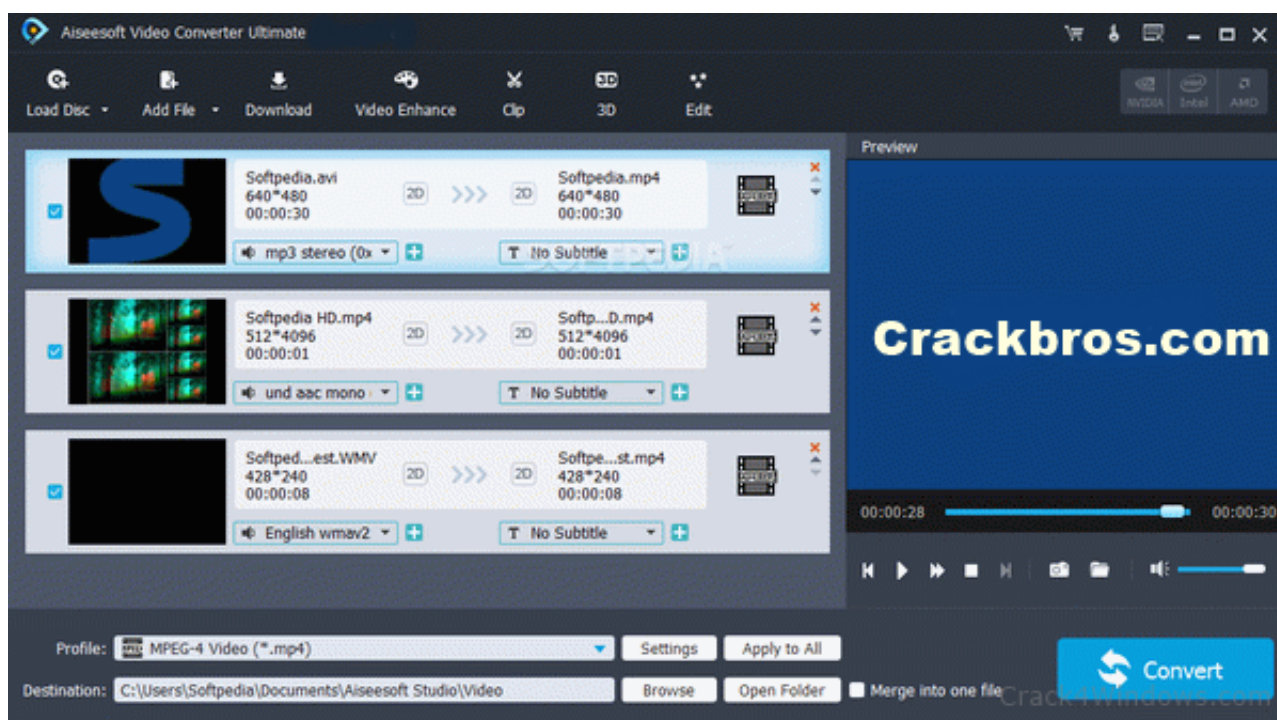 Aiseesoft Video Converter Ultimate
Load Disc Add File Download Video Enhance Clip 3D Edit
NVIDIA Intel AMD
Preview
Softpedia.avi
640*480
00:00:30
2D
2D
Softpedia.mp4
640*480
00:00:30
mp3 stereo (0x
T No Subtitle
SOFTPEDIA
Softpedia HD.mp4
512*4096
00:00:01
2D
2D
Softp...D.mp4
512*4096
00:00:01
und aac mono
T No Subtitle
Softped...est.WMV
428*240
00:00:08
2D
2D
Softpe...st.mp4
428*240
00:00:08
English wmav2
T No Subtitle
Crackbros.com
00:00:28 00:00:30
Profile: MPEG-4 Video (*.mp4) Settings Apply to All
Convert
Destination: C:\Users\Softpedia\Documents\Aiseesoft Studio\Video Browse Open Folder Merge into one file
Crack4Windows.com